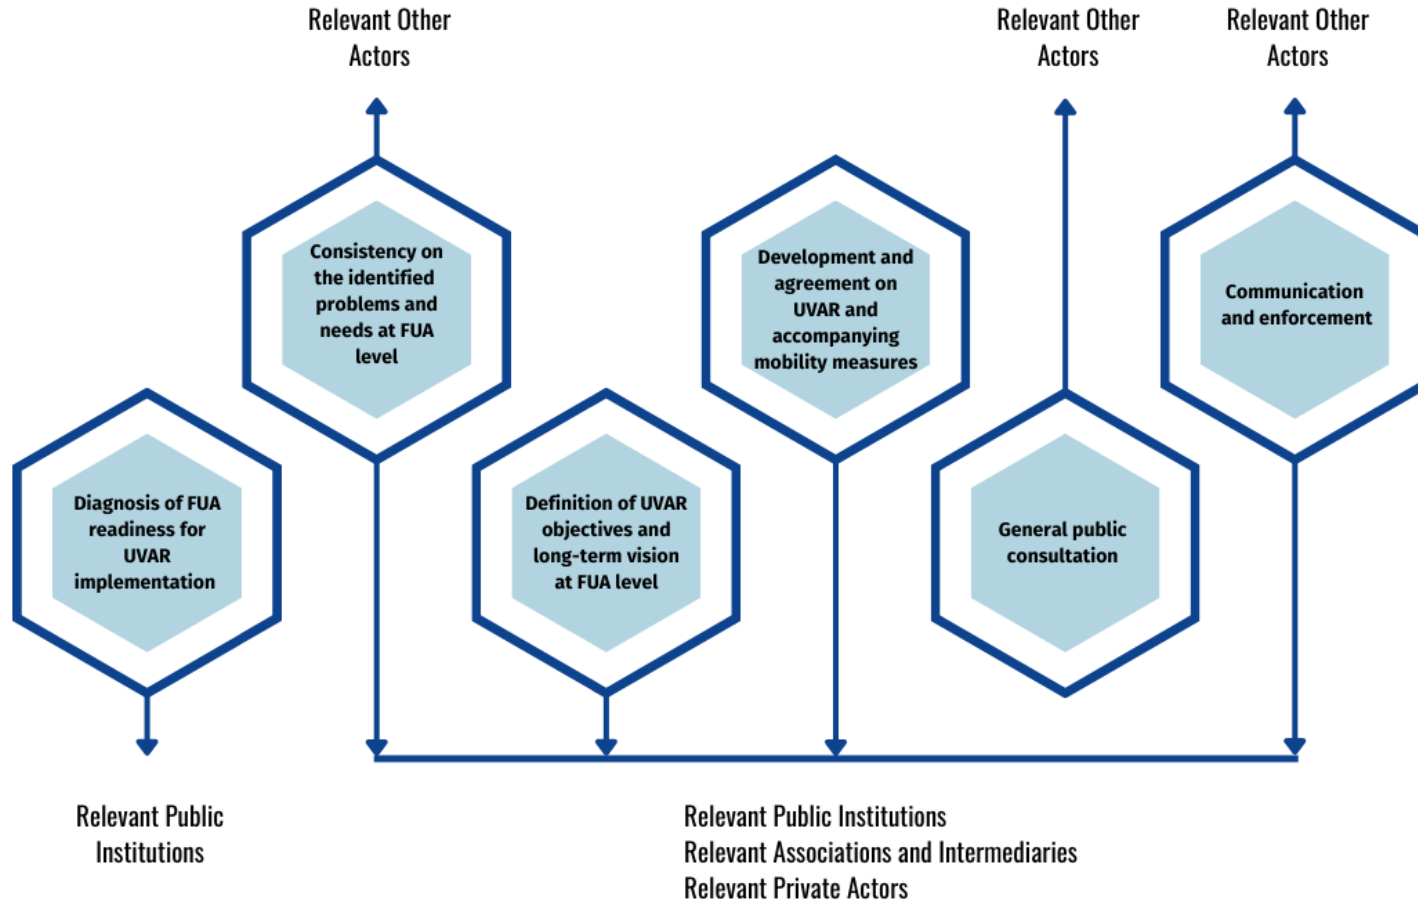 Relevant Other
Actors
Relevant Other
Actors
Relevant Other
Actors
Consistency on
the identified
problems and
needs at FUA
level
Development and
agreement on
UVAR and
accompanying
mobility measures
Communication
and enforcement
Diagnosis of FUA
readiness for
UVAR
implementation
Definition of UVAR
objectives and
long-term vision
at FUA level
General public
consultation
Relevant Public
Institutions
Relevant Public Institutions
Relevant Associations and Intermediaries
Relevant Private Actors